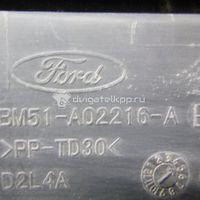 Ford
BM51-A02216-A
dvigatelkpp.ru
>PP-TD30<
D2L4A